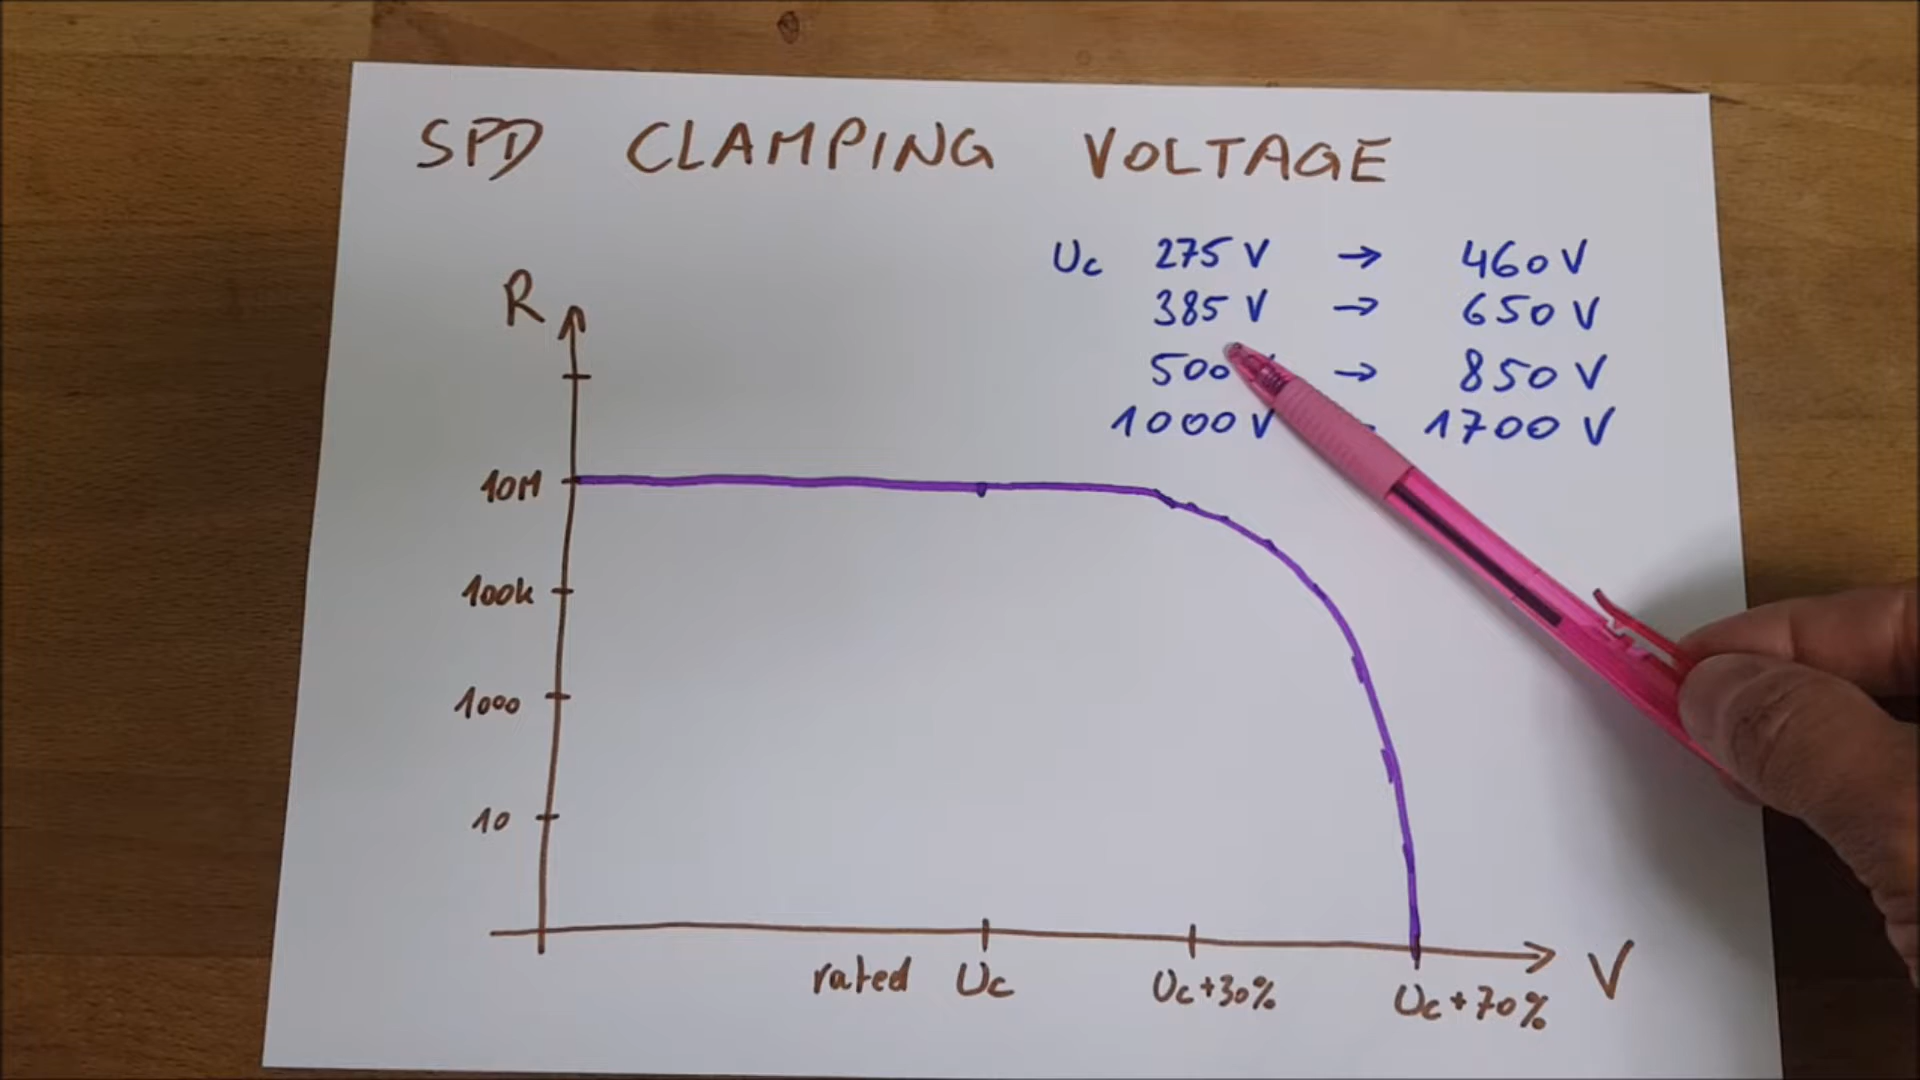 SPD CLAMPING VOLTAGE
Uc 275 V → 460 V
385 V → 650 V
500 → 850 V
1000 V 1700 V
R
10M
100k
1000
10
rated Uc Uc+30% Uc+70% V